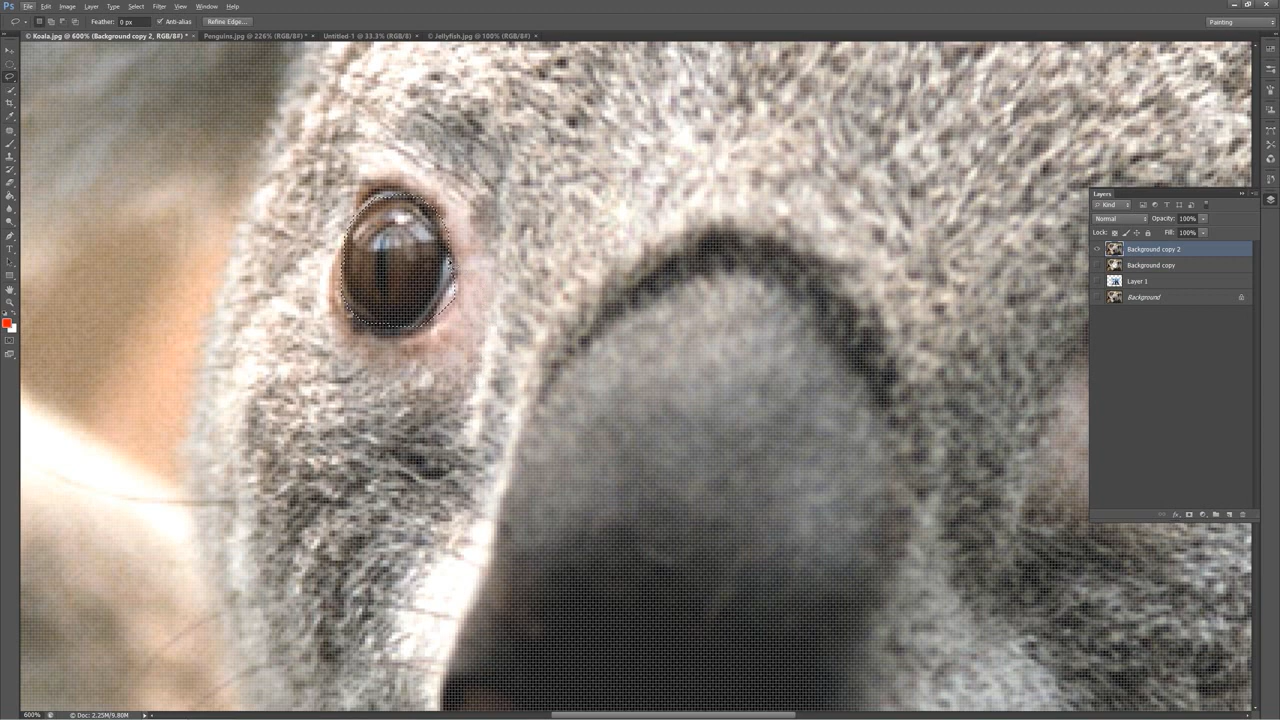 Ps File Edit Image Layer Type Select Filter View Window Help
Feather: 0 px Anti-alias Refine Edge... Painting
© Koala.jpg @ 600% (Background copy 2, RGB/8#) * × Penguins.jpg @ 226% (RGB/8#) * × Untitled-1 @ 33.3% (RGB/8) × © Jellyfish.jpg @ 100% (RGB/8#) ×
Layers
Kind
Normal Opacity: 100%
Lock: Fill: 100%
Background copy 2
Background copy
Layer 1
Background
600% © Doc: 2.25M/9.80M